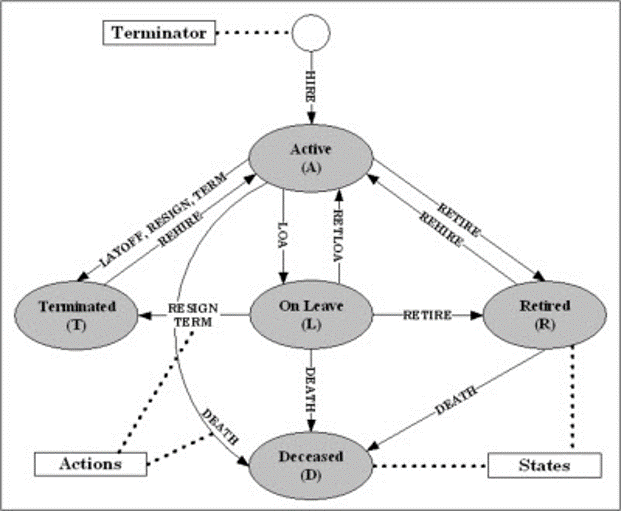 Terminator
HIRE
Active
(A)
LAYOFF, RESIGN, TERM
REHIRE
LOA
RETLOA
RETIRE
REHIRE
Terminated
(T)
RESIGN
TERM
On Leave
(L)
RETIRE
Retired
(R)
DEATH
DEATH
DEATH
Actions
Deceased
(D)
States